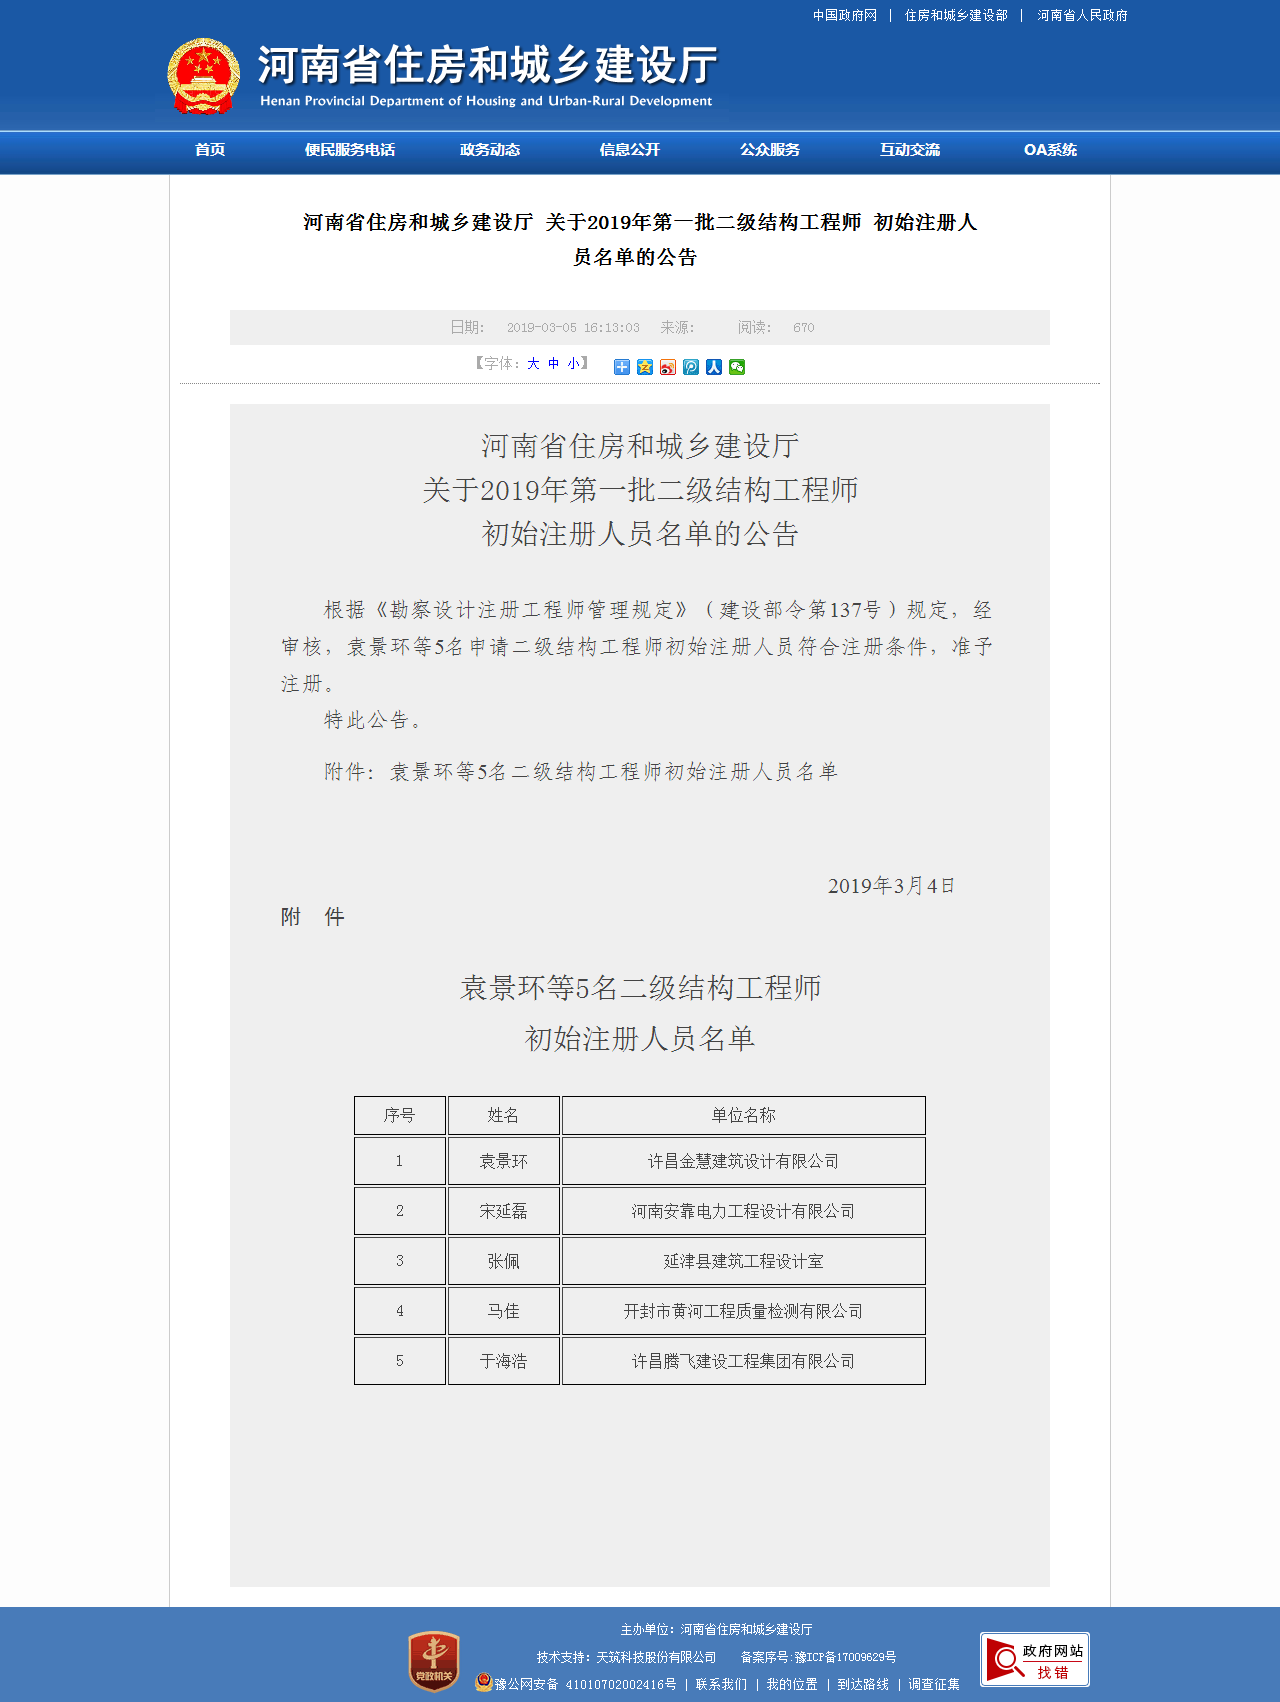 中国政府网 | 住房和城乡建设部 | 河南省人民政府
河南省住房和城乡建设厅
Henan Provincial Department of Housing and Urban-Rural Development
首页 便民服务电话 政务动态 信息公开 公众服务 互动交流 OA系统
河南省住房和城乡建设厅 关于2019年第一批二级结构工程师 初始注册人
员名单的公告
日期: 2019-03-05 16:13:03 来源: 阅读: 670
【字体：大 中 小】
河南省住房和城乡建设厅
关于2019年第一批二级结构工程师
初始注册人员名单的公告
根据《勘察设计注册工程师管理规定》（建设部令第137号）规定，经
审核，袁景环等5名申请二级结构工程师初始注册人员符合注册条件，准予
注册。
特此公告。
附件：袁景环等5名二级结构工程师初始注册人员名单
2019年3月4日
附 件
袁景环等5名二级结构工程师
初始注册人员名单
序号 姓名 单位名称
1 袁景环 许昌金慧建筑设计有限公司
2 宋延磊 河南安靠电力工程设计有限公司
3 张佩 延津县建筑工程设计室
4 马佳 开封市黄河工程质量检测有限公司
5 于海浩 许昌腾飞建设工程集团有限公司
主办单位：河南省住房和城乡建设厅
技术支持：天筑科技股份有限公司 备案序号:豫ICP备17009629号
豫公网安备 41010702002416号 | 联系我们 | 我的位置 | 到达路线 | 调查征集
党政机关
政府网站
找错